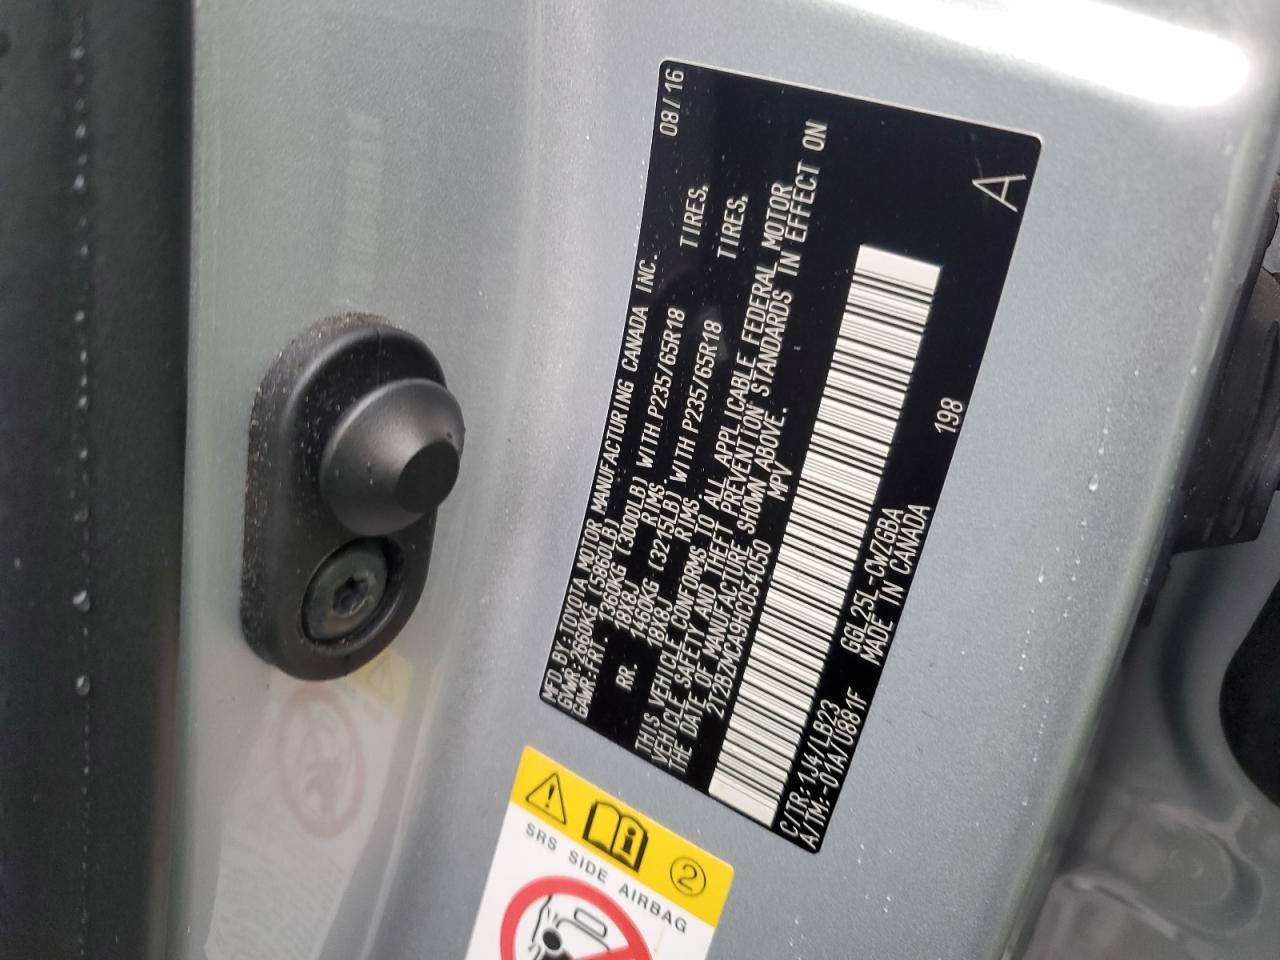 MFD. BY: TOYOTA MOTOR MANUFACTURING CANADA INC. 08/16
GVWR: 2660KG (5860LB)
GAWR: FRT. 1360KG (3000LB) WITH P235/65R18 TIRES,
18X8J RIMS.
RR. 1460KG (3215LB) WITH P235/65R18 TIRES,
18X8J RIMS.
THIS VEHICLE CONFORMS TO ALL APPLICABLE FEDERAL MOTOR
VEHICLE SAFETY AND THEFT PREVENTION STANDARDS IN EFFECT ON
THE DATE OF MANUFACTURE SHOWN ABOVE.
2T2BZMCA9HC054050 MPV
C/TR: 1J4/LB23 198
A/TM: -01A/U881F GGL25L-CWZGBA
MADE IN CANADA
A
2
SRS SIDE AIRBAG